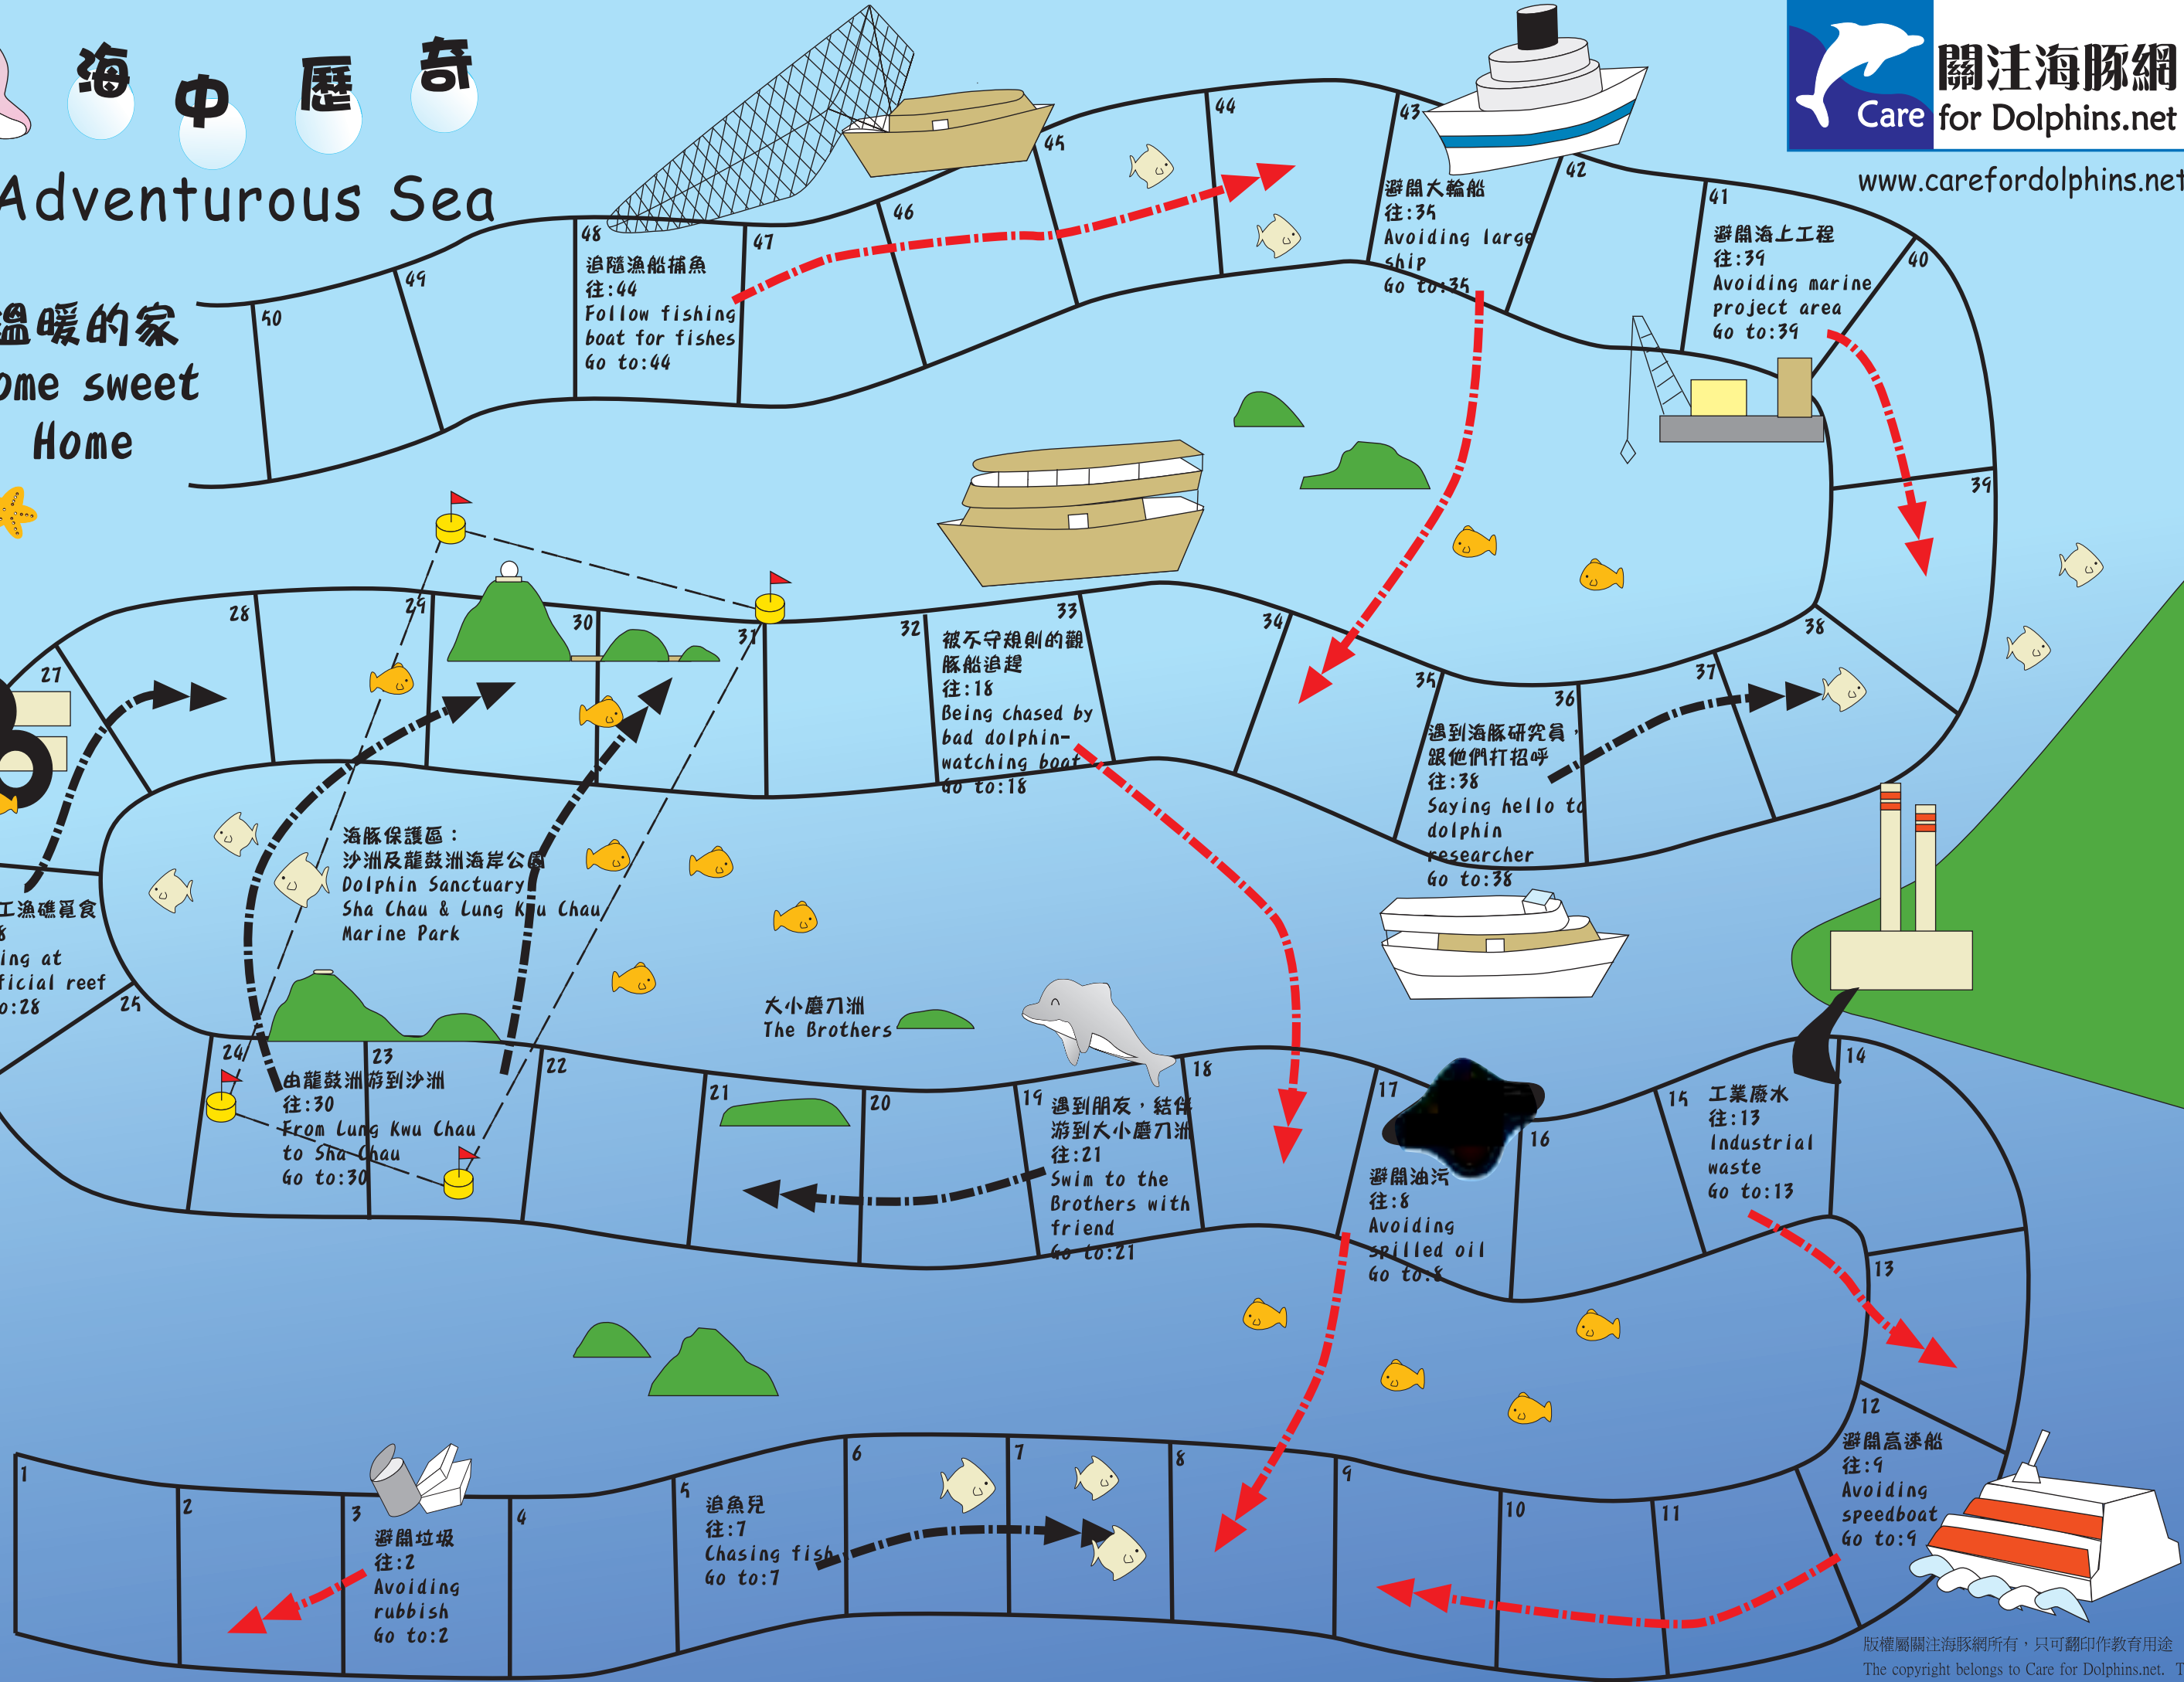 海中歷奇
Adventurous Sea
Care
關注海豚網
for Dolphins.net
www.carefordolphins.net
溫暖的家
ome sweet
Home
50
49
48
追隨漁船捕魚
往:44
Follow fishing
boat for fishes
Go to:44
47
46
45
44
43
避開大輪船
往:35
Avoiding large
ship
Go to:35
42
41
避開海上工程
往:39
Avoiding marine
project area
Go to:39
40
39
38
37
36
遇到海豚研究員，
跟他們打招呼
往:38
Saying hello to
dolphin
researcher
Go to:38
35
34
33
被不守規則的觀
豚船追趕
往:18
Being chased by
bad dolphin-
watching boat
Go to:18
32
31
30
29
28
27
工漁礁覓食
8
ing at
ficial reef
o:28
海豚保護區：
沙洲及龍鼓洲海岸公園
Dolphin Sanctuary
Sha Chau & Lung Kwu Chau
Marine Park
25
24
23
由龍鼓洲游到沙洲
往:30
From Lung Kwu Chau
to Sha Chau
Go to:30
22
21
20
大小磨刀洲
The Brothers
19
遇到朋友，結伴
游到大小磨刀洲
往:21
Swim to the
Brothers with
friend
Go to:21
18
17
避開油污
往:8
Avoiding
spilled oil
Go to:8
16
15
工業廢水
往:13
Industrial
waste
Go to:13
14
13
12
避開高速船
往:9
Avoiding
speedboat
Go to:9
11
10
9
8
7
6
5
追魚兒
往:7
Chasing fish
Go to:7
4
3
避開垃圾
往:2
Avoiding
rubbish
Go to:2
2
1
版權屬關注海豚網所有，只可翻印作教育用途
The copyright belongs to Care for Dolphins.net. T